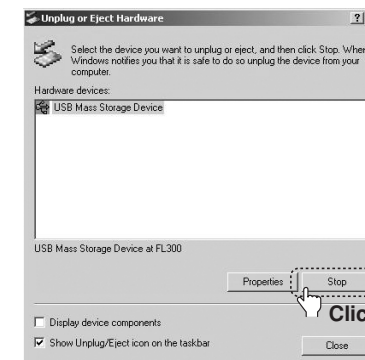 Unplug or Eject Hardware
Select the device you want to unplug or eject, and then click Stop. When
Windows notifies you that it is safe to do so unplug the device from your
computer.
Hardware devices:
USB Mass Storage Device
USB Mass Storage Device at FL300
Properties Stop
Clic
Display device components
Show Unplug/Eject icon on the taskbar
Close